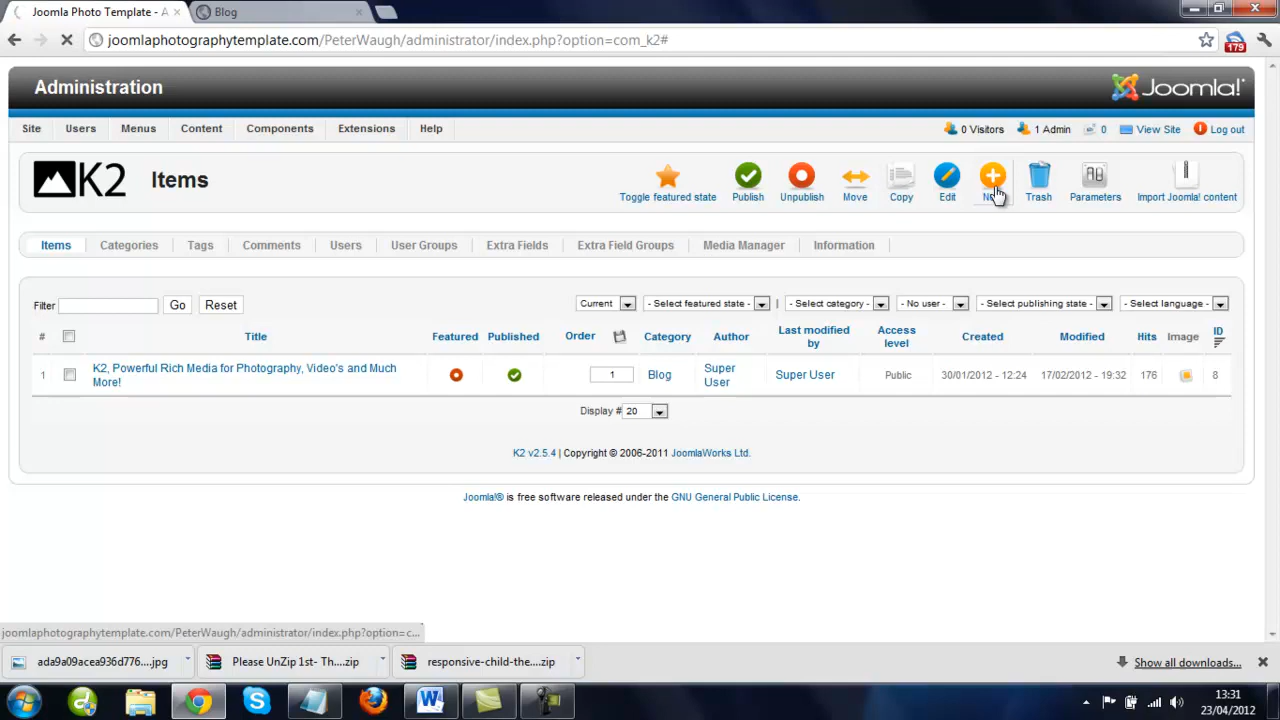 Joomla Photo Template - A
Blog
joomlaphotographytemplate.com/PeterWaugh/administrator/index.php?option=com_k2#
179
Administration
Joomla!
Site Users Menus Content Components Extensions Help
0 Visitors 1 Admin 0 View Site Log out
K2 Items
Toggle featured state Publish Unpublish Move Copy Edit Trash Parameters Import Joomla! content
Items Categories Tags Comments Users User Groups Extra Fields Extra Field Groups Media Manager Information
Filter Go Reset Current - Select featured state - | - Select category - - No user - - Select publishing state - - Select language -
# Title Featured Published Order Category Author Last modified by Access level Created Modified Hits Image ID
1 K2, Powerful Rich Media for Photography, Video's and Much More! 1 Blog Super User Super User Public 30/01/2012 - 12:24 17/02/2012 - 19:32 176 8
Display # 20
K2 v2.5.4 | Copyright © 2006-2011 JoomlaWorks Ltd.
Joomla!® is free software released under the GNU General Public License.
joomlaphotographytemplate.com/PeterWaugh/administrator/index.php?option=c...
ada9a09acea936d776....jpg Please UnZip 1st- Th....zip responsive-child-the....zip Show all downloads...
13:31
23/04/2012